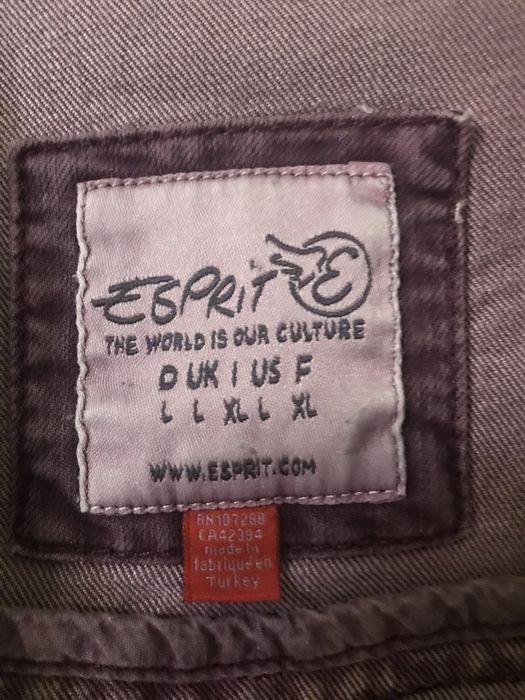 ESPRIT E
THE WORLD IS OUR CULTURE
D UK I US F
L L XL L XL
WWW.ESPRIT.COM
RN107288
CA42394
made in
fabriqué en
Turkey